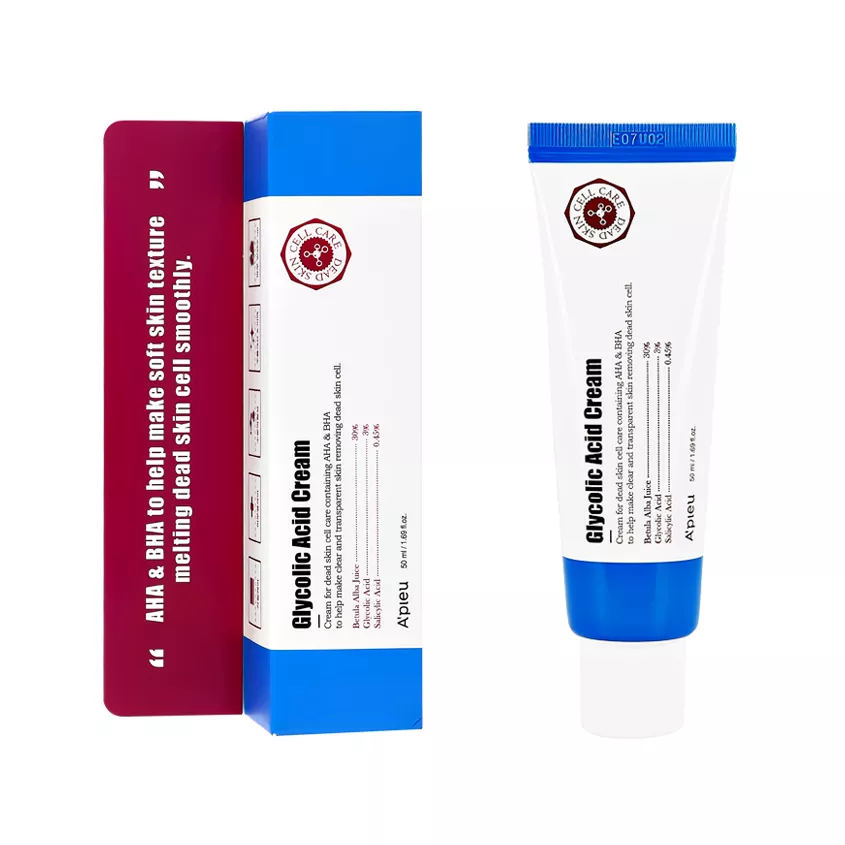 “
AHA & BHA to help make soft skin texture
melting dead skin cell smoothly.
”
DEAD SKIN CELL CARE
Glycolic Acid Cream
Cream for dead skin cell care containing AHA & BHA
to help make clear and transparent skin removing dead skin cell.
Betula Alba Juice 30%
Glycolic Acid 3%
Salicylic Acid 0.45%
A'pieu
50 ml / 1.69 fl.oz.
E07U02
DEAD SKIN CELL CARE
Glycolic Acid Cream
Cream for dead skin cell care containing AHA & BHA
to help make clear and transparent skin removing dead skin cell.
Betula Alba Juice 30%
Glycolic Acid 3%
Salicylic Acid 0.45%
A'pieu
50 ml / 1.69 fl.oz.